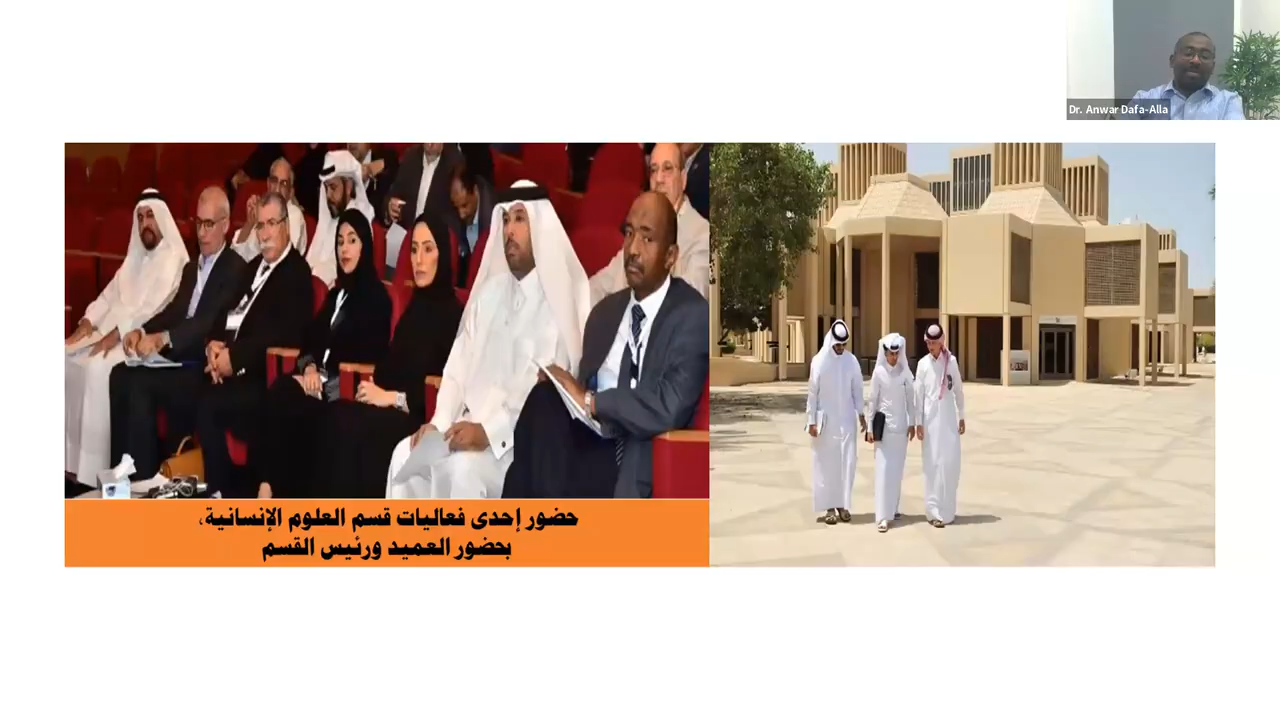 Dr. Anwar Dafa-Alla
حضور إحدى فعاليات قسم العلوم الإنسانية،
بحضور العميد ورئيس القسم